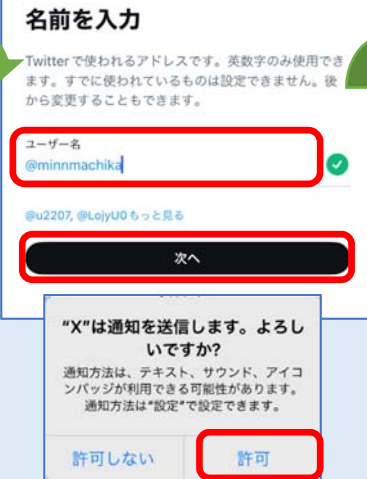 名前を入力
Twitterで使われるアドレスです。英数字のみ使用でき
ます。すでに使われているものは設定できません。後
から変更することもできます。
ユーザー名
@minnmachika
@u2207, @LojyU0もっと見る
次へ
"X"は通知を送信します。よろし
いですか?
通知方法は、テキスト、サウンド、アイコ
ンバッジが利用できる可能性があります。
通知方法は"設定"で設定できます。
許可しない
許可